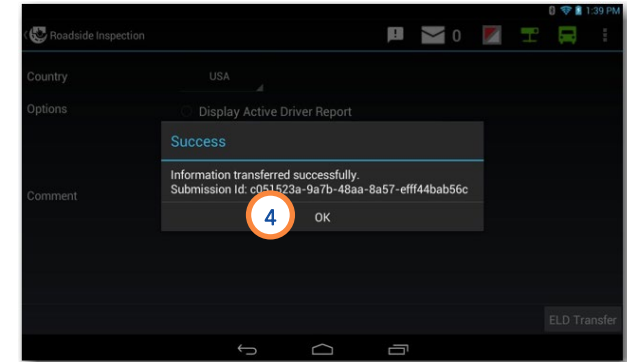 1:39 PM
Roadside Inspection
0
Country USA
Options Display Active Driver Report
Success
Information transferred successfully.
Submission Id: c051523a-9a7b-48aa-8a57-efff44bab56c
Comment
4 OK
ELD Transfer